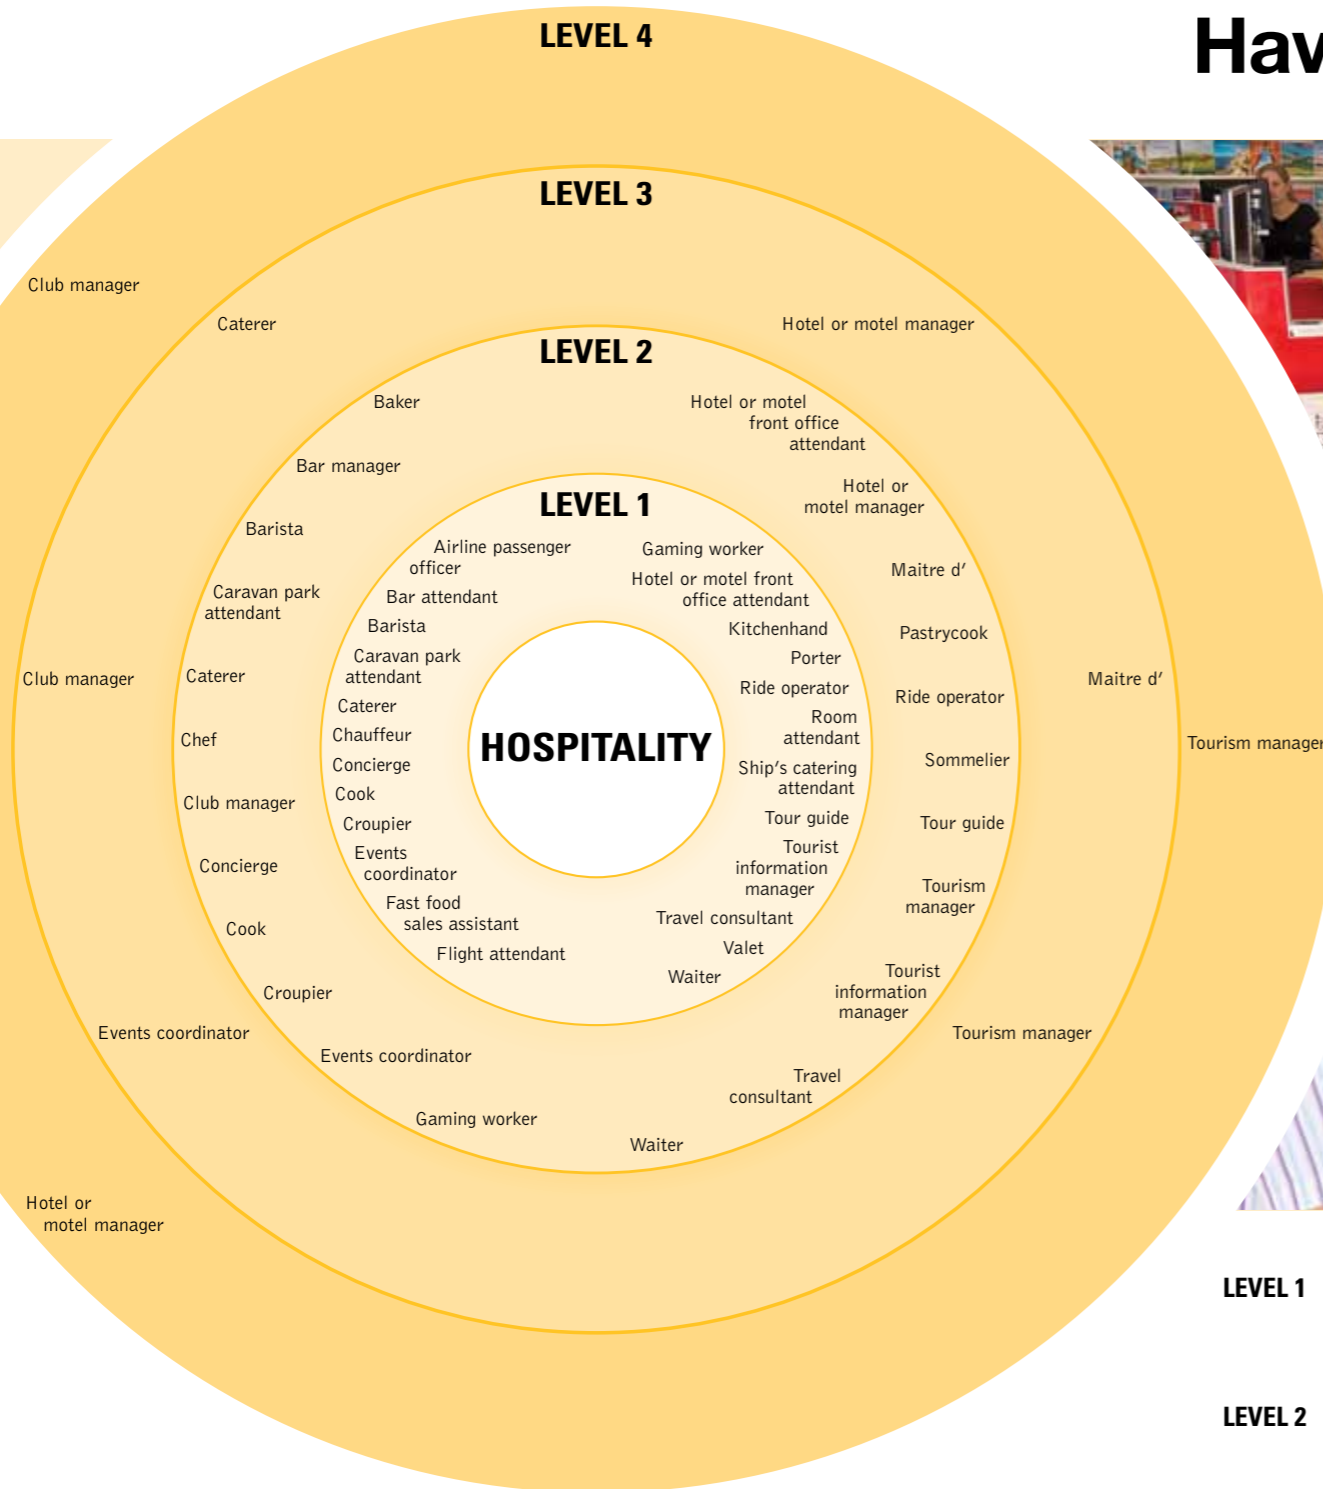 Hav
LEVEL 4
Club manager
Hotel or
motel manager
Tourism manager
LEVEL 3
Caterer
Club manager
Events coordinator
Hotel or motel manager
Maitre d’
Tourism manager
LEVEL 2
Baker
Bar manager
Barista
Caravan park
attendant
Caterer
Chef
Club manager
Concierge
Cook
Croupier
Events coordinator
Gaming worker
Hotel or motel
front office
attendant
Hotel or
motel manager
Maitre d’
Pastrycook
Ride operator
Sommelier
Tour guide
Tourism
manager
Tourist
information
manager
Travel
consultant
Waiter
LEVEL 1
Airline passenger
officer
Bar attendant
Barista
Caravan park
attendant
Caterer
Chauffeur
Concierge
Cook
Croupier
Events
coordinator
Fast food
sales assistant
Flight attendant
Gaming worker
Hotel or motel front
office attendant
Kitchenhand
Porter
Ride operator
Room
attendant
Ship’s catering
attendant
Tour guide
Tourist
information
manager
Travel consultant
Valet
Waiter
HOSPITALITY
LEVEL 1
LEVEL 2